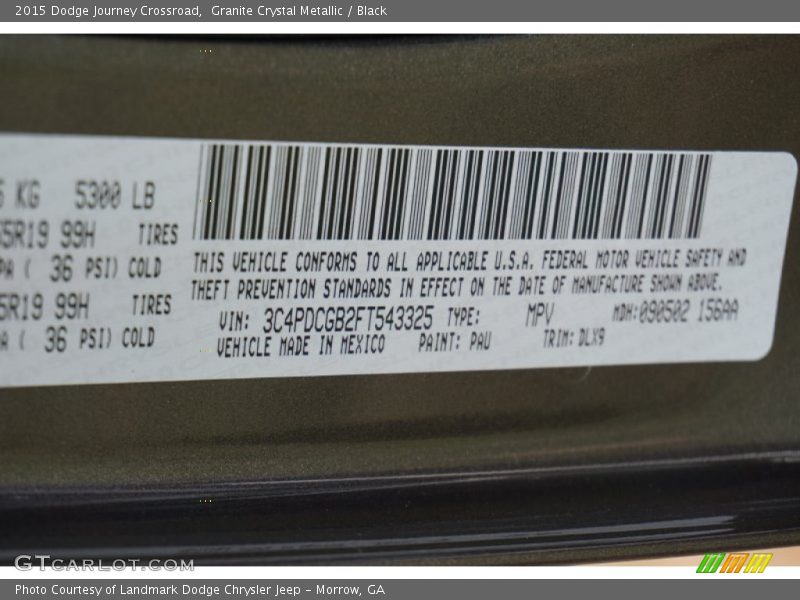 2015 Dodge Journey Crossroad, Granite Crystal Metallic / Black
KG 5300 LB
5R19 99H TIRES
PA ( 36 PSI) COLD
5R19 99H TIRES
A ( 36 PSI) COLD
THIS VEHICLE CONFORMS TO ALL APPLICABLE U.S.A. FEDERAL MOTOR VEHICLE SAFETY AND
THEFT PREVENTION STANDARDS IN EFFECT ON THE DATE OF MANUFACTURE SHOWN ABOVE.
VIN: 3C4PDCGB2FT543325 TYPE: MPV MDH:090502 156AA
VEHICLE MADE IN MEXICO PAINT: PAU TRIM: DLX9
GTCARLOT.COM
Photo Courtesy of Landmark Dodge Chrysler Jeep – Morrow, GA